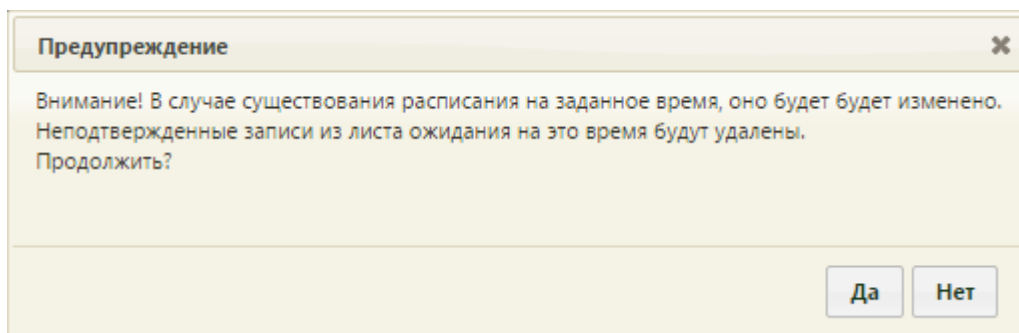 Предупреждение
Внимание! В случае существования расписания на заданное время, оно будет будет изменено.
Неподтвержденные записи из листа ожидания на это время будут удалены.
Продолжить?
Да Нет